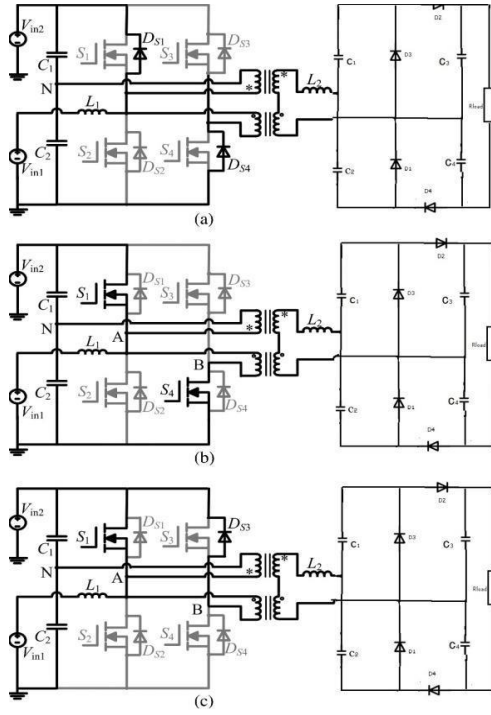 Vin2
C1
S1
DS1
S3
DS3
N
L1
*
*
L2
C2
S2
DS2
S4
DS4
Vin1
D2
C1
D3
C3
Rload
C2
D1
C4
D4
(a)
Vin2
C1
S1
DS1
S3
DS3
N
A
*
*
L2
L1
B
C2
S2
DS2
S4
DS4
Vin1
D2
C1
D3
C3
Rload
C2
D1
C4
D4
(b)
Vin2
C1
S1
DS1
S3
DS3
N
A
*
*
L2
L1
B
C2
S2
DS2
S4
DS4
Vin1
D2
C1
D3
C3
Rload
C2
D1
C4
D4
(c)